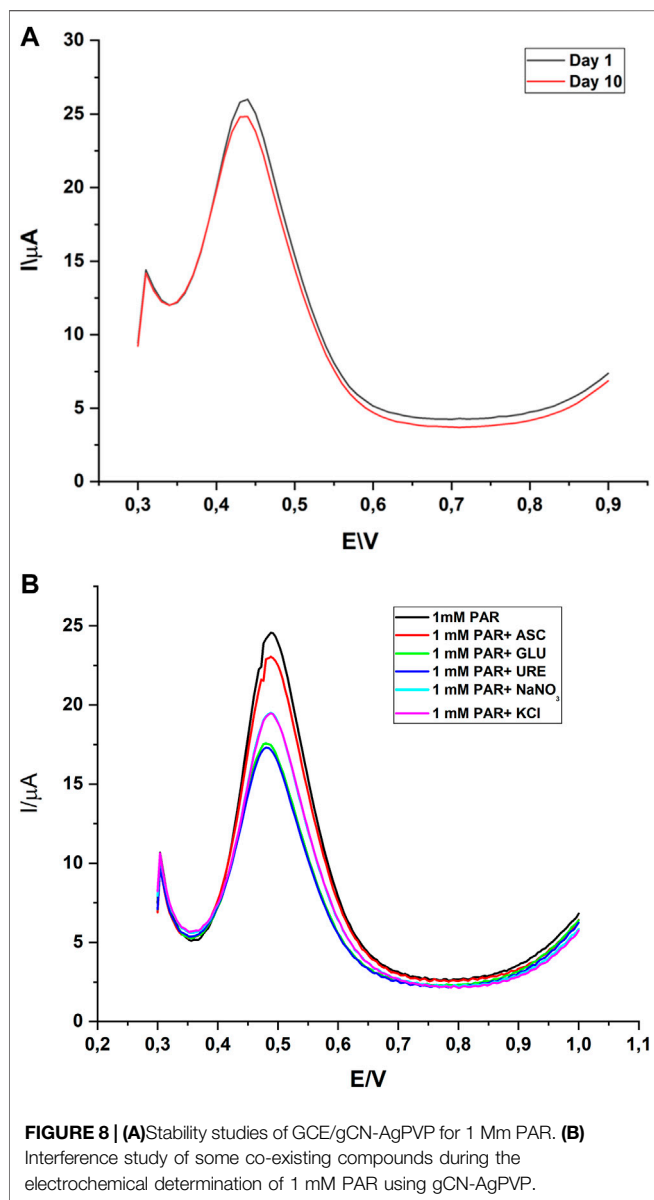 A
30
25
20
15
10
5
0
I\µA
Day 1
Day 10
0,3 0,4 0,5 0,6 0,7 0,8 0,9
E\V
B
25
20
15
10
5
0
I/µA
1mM PAR
1 mM PAR+ ASC
1 mM PAR+ GLU
1 mM PAR+ URE
1 mM PAR+ NaNO3
1 mM PAR+ KCl
0,2 0,3 0,4 0,5 0,6 0,7 0,8 0,9 1,0 1,1
E/V
FIGURE 8 | (A)Stability studies of GCE/gCN-AgPVP for 1 Mm PAR. (B)
Interference study of some co-existing compounds during the
electrochemical determination of 1 mM PAR using gCN-AgPVP.